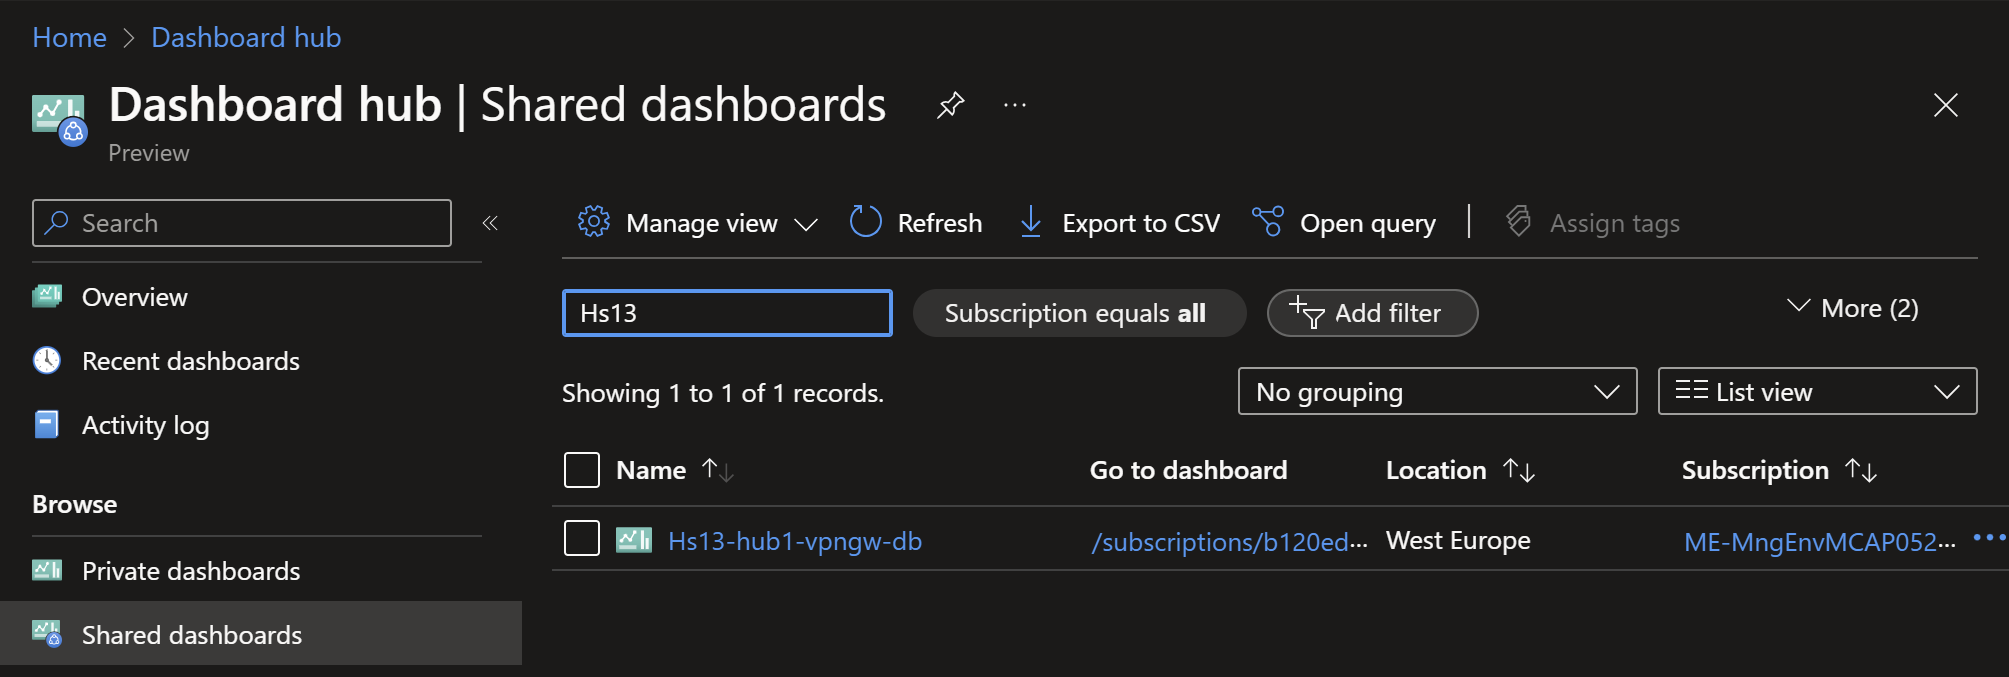 Home > Dashboard hub
Dashboard hub | Shared dashboards ...
Preview
Search «
Overview
Recent dashboards
Activity log
Browse
Private dashboards
Shared dashboards
Manage view Refresh Export to CSV Open query | Assign tags
Hs13 Subscription equals all Add filter More (2)
Showing 1 to 1 of 1 records. No grouping List view
Name ↑↓ Go to dashboard Location ↑↓ Subscription ↑↓
Hs13-hub1-vpngw-db /subscriptions/b120ed... West Europe ME-MngEnvMCAP052... ...